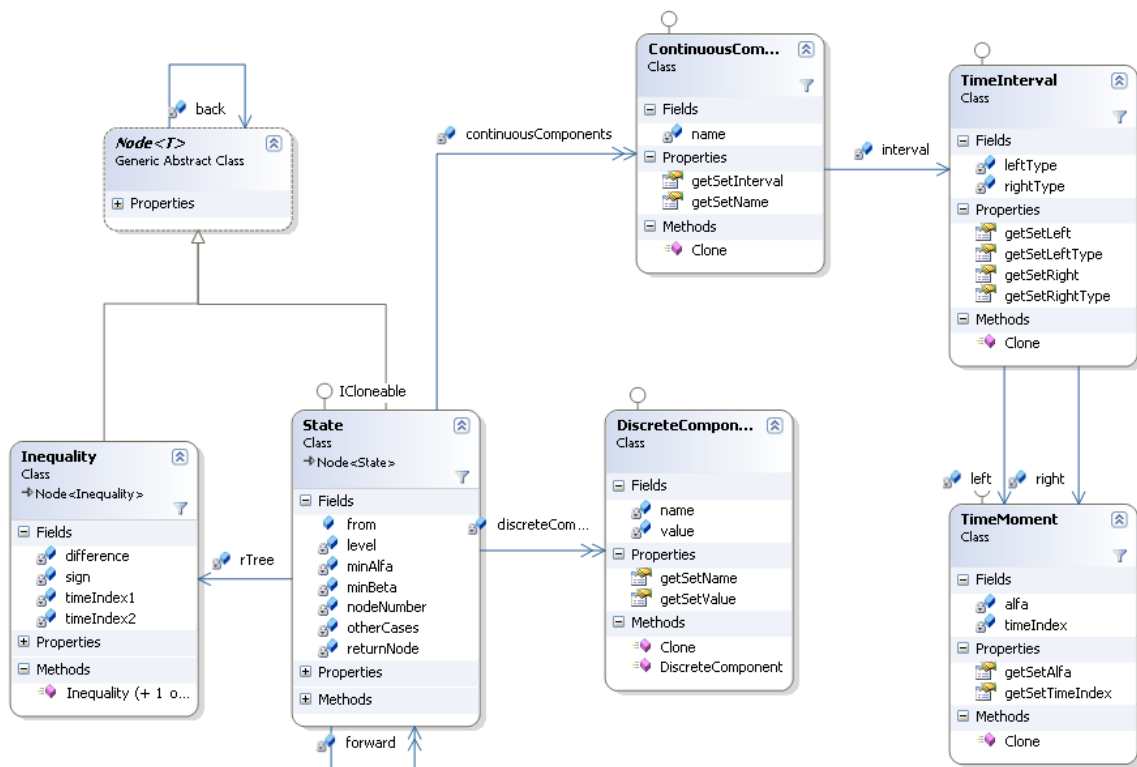 back
Node<T>
Generic Abstract Class
Properties
continuousComponents
ContinuousCom...
Class
Fields
name
Properties
getSetInterval
getSetName
Methods
Clone
interval
TimeInterval
Class
Fields
leftType
rightType
Properties
getSetLeft
getSetLeftType
getSetRight
getSetRightType
Methods
Clone
left
right
ICloneable
Inequality
Class
Node<Inequality>
Fields
difference
sign
timeIndex1
timeIndex2
Properties
Methods
Inequality (+ 1 o...
rTree
State
Class
Node<State>
Fields
from
level
minAlfa
minBeta
nodeNumber
otherCases
returnNode
Properties
Methods
forward
discreteCom...
DiscreteCompon...
Class
Fields
name
value
Properties
getSetName
getSetValue
Methods
Clone
DiscreteComponent
TimeMoment
Class
Fields
alfa
timeIndex
Properties
getSetAlfa
getSetTimeIndex
Methods
Clone